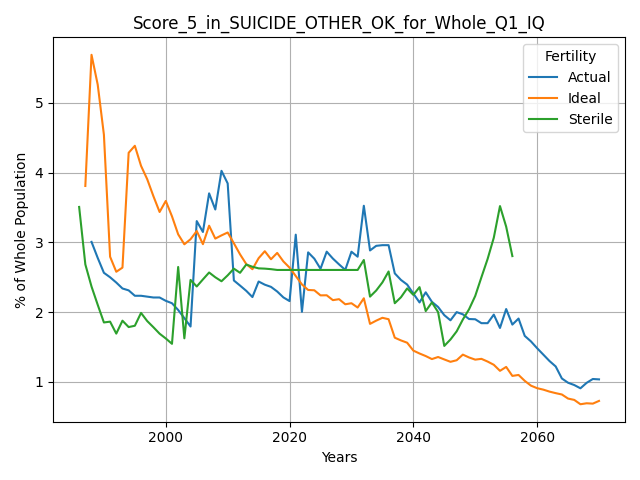 Score_5_in_SUICIDE_OTHER_OK_for_Whole_Q1_IQ
Fertility
Actual
Ideal
Sterile
% of Whole Population
5
4
3
2
1
2000 2020 2040 2060
Years